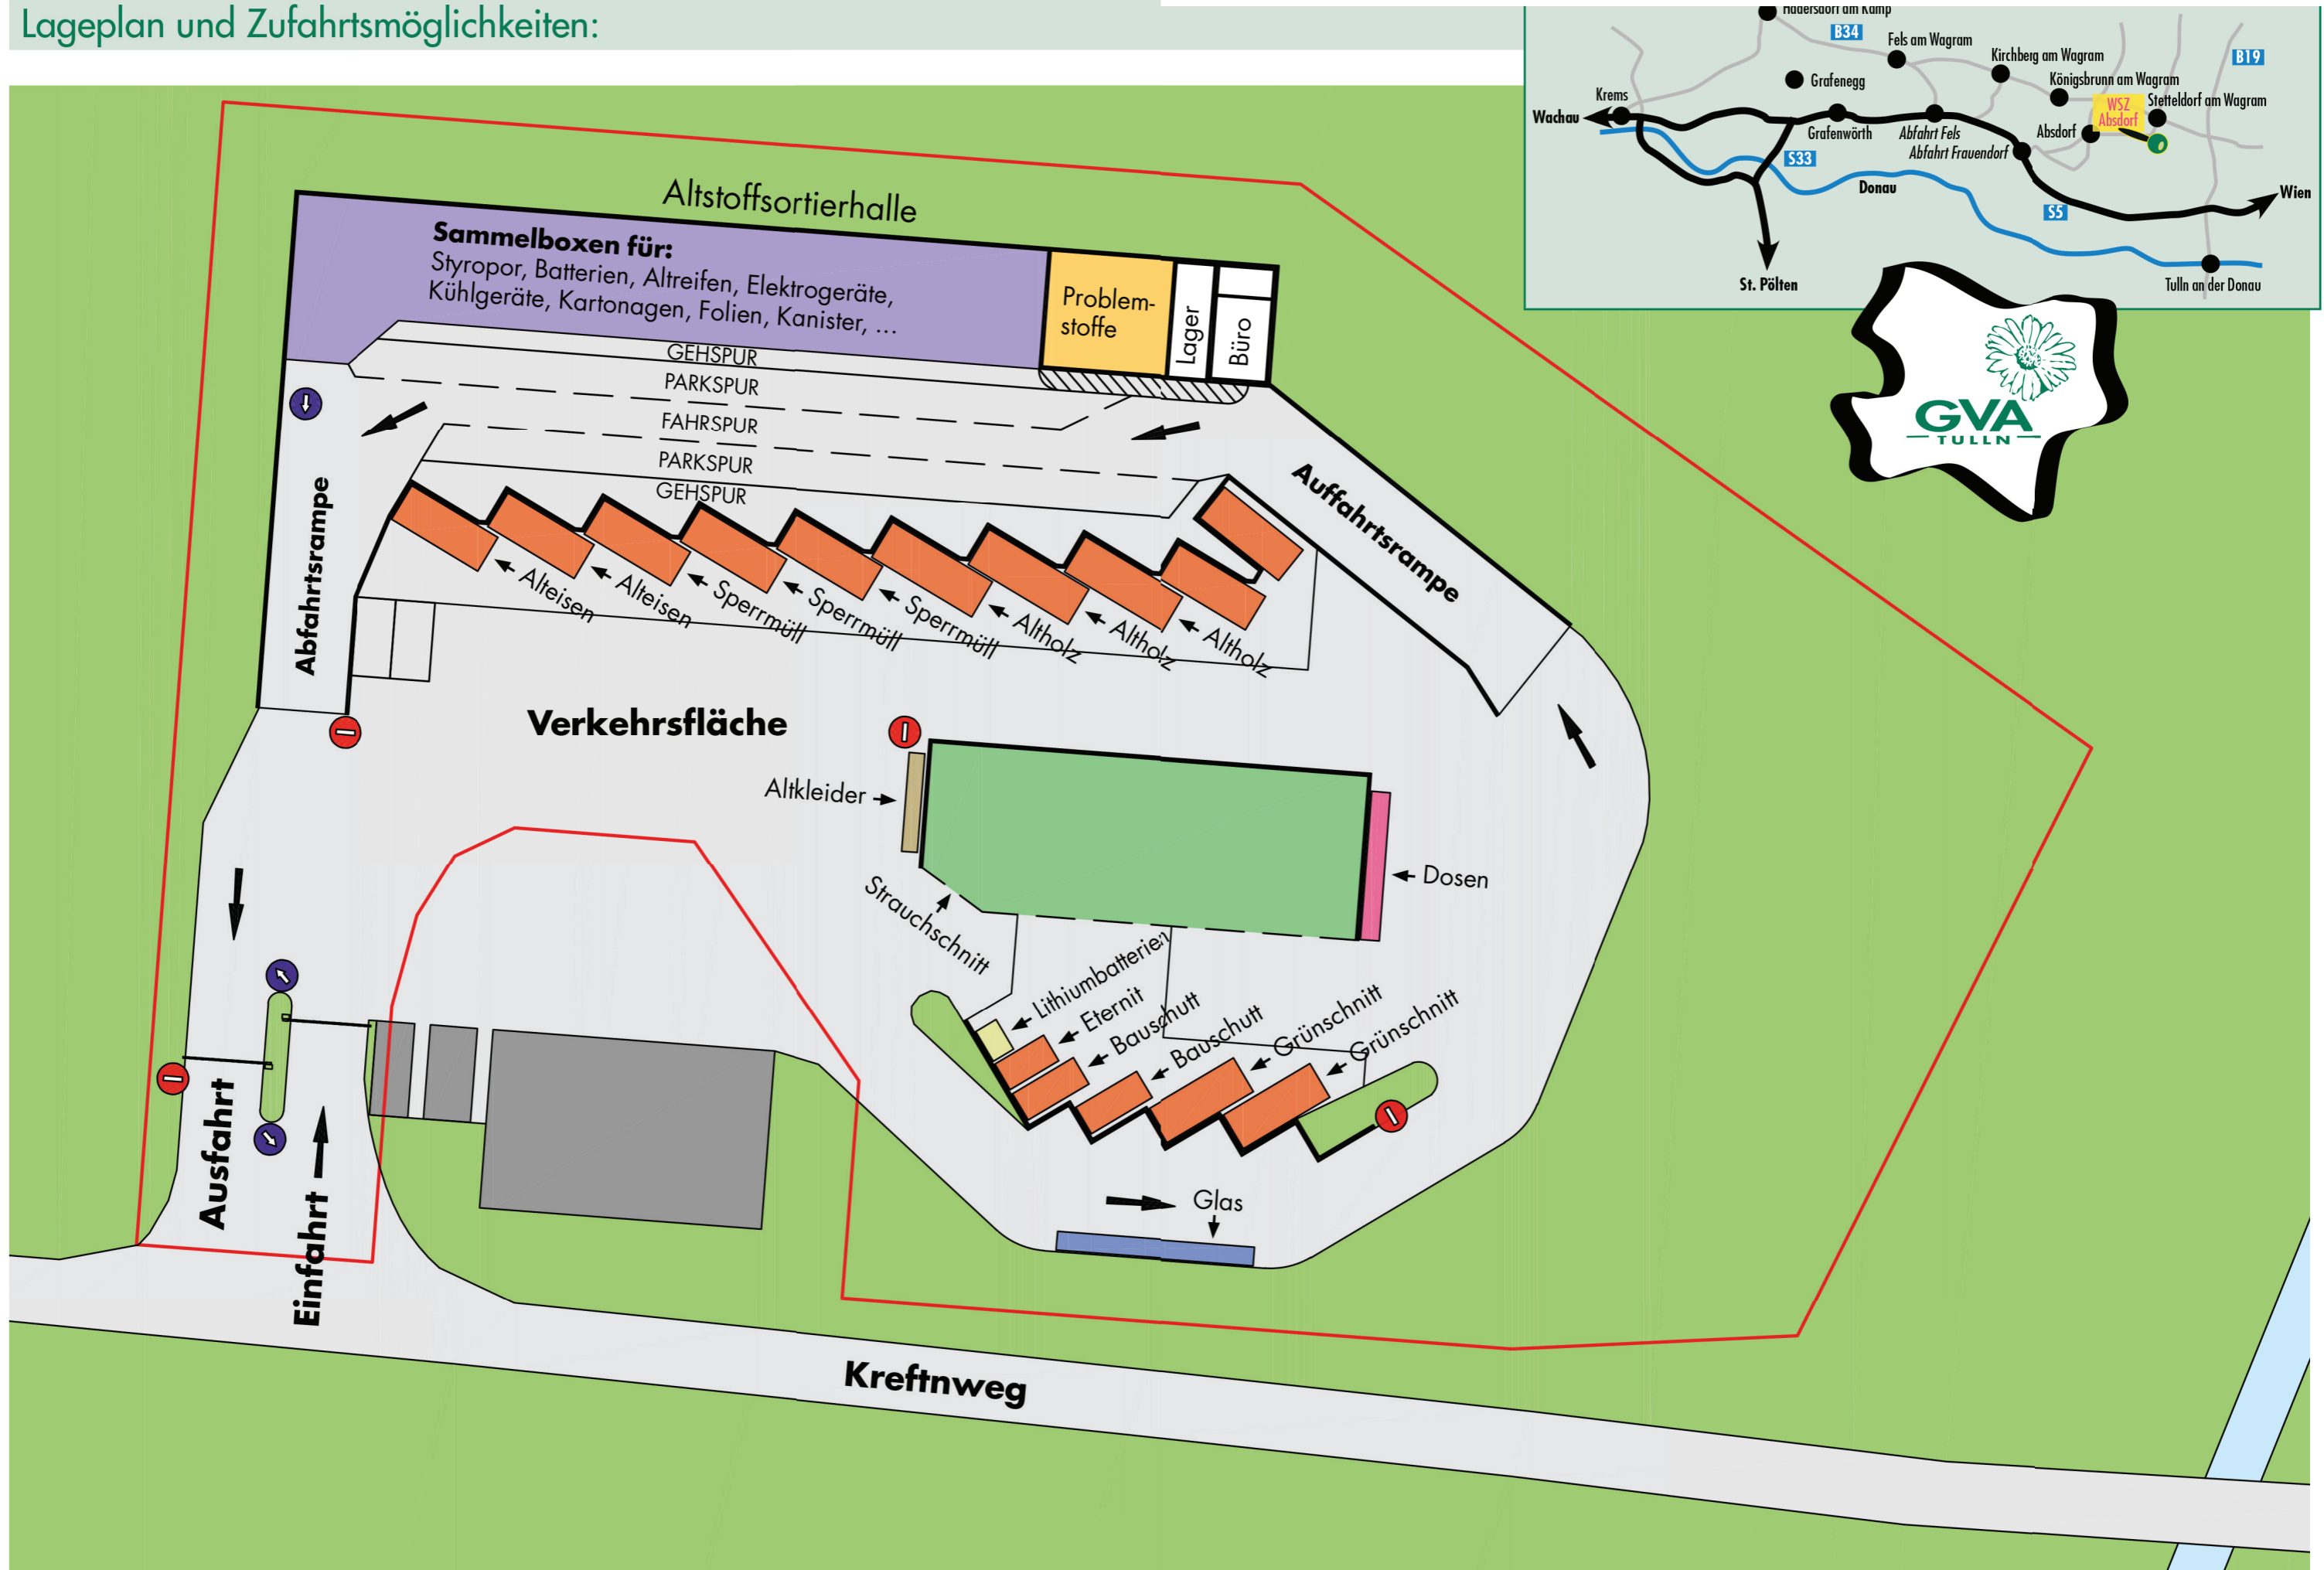 Lageplan und Zufahrtsmöglichkeiten:
Hadersdorf am Kamp
B34
Fels am Wagram
Kirchberg am Wagram
B19
Grafenegg
Königsbrunn am Wagram
Krems
WSZ
Absdorf
Stetteldorf am Wagram
Wachau
Grafenwörth
Abfahrt Fels
Absdorf
Abfahrt Frauendorf
S33
Donau
Wien
S5
St. Pölten
Tulln an der Donau
GVA
TULLN
Altstoffsortierhalle
Sammelboxen für:
Styropor, Batterien, Altreifen, Elektrogeräte,
Kühlgeräte, Kartonagen, Folien, Kanister, ...
Problem-
stoffe
Lager
Büro
GEHSPUR
PARKSPUR
FAHRSPUR
PARKSPUR
GEHSPUR
Abfahrtsrampe
Auffahrtsrampe
Alteisen
Alteisen
Sperrmüll
Sperrmüll
Sperrmüll
Altholz
Altholz
Altholz
Verkehrsfläche
Altkleider
Dosen
Strauchschnitt
Lithiumbatterien
Eternit
Bauschutt
Bauschutt
Grünschnitt
Grünschnitt
Glas
Ausfahrt
Einfahrt
Kreftnweg